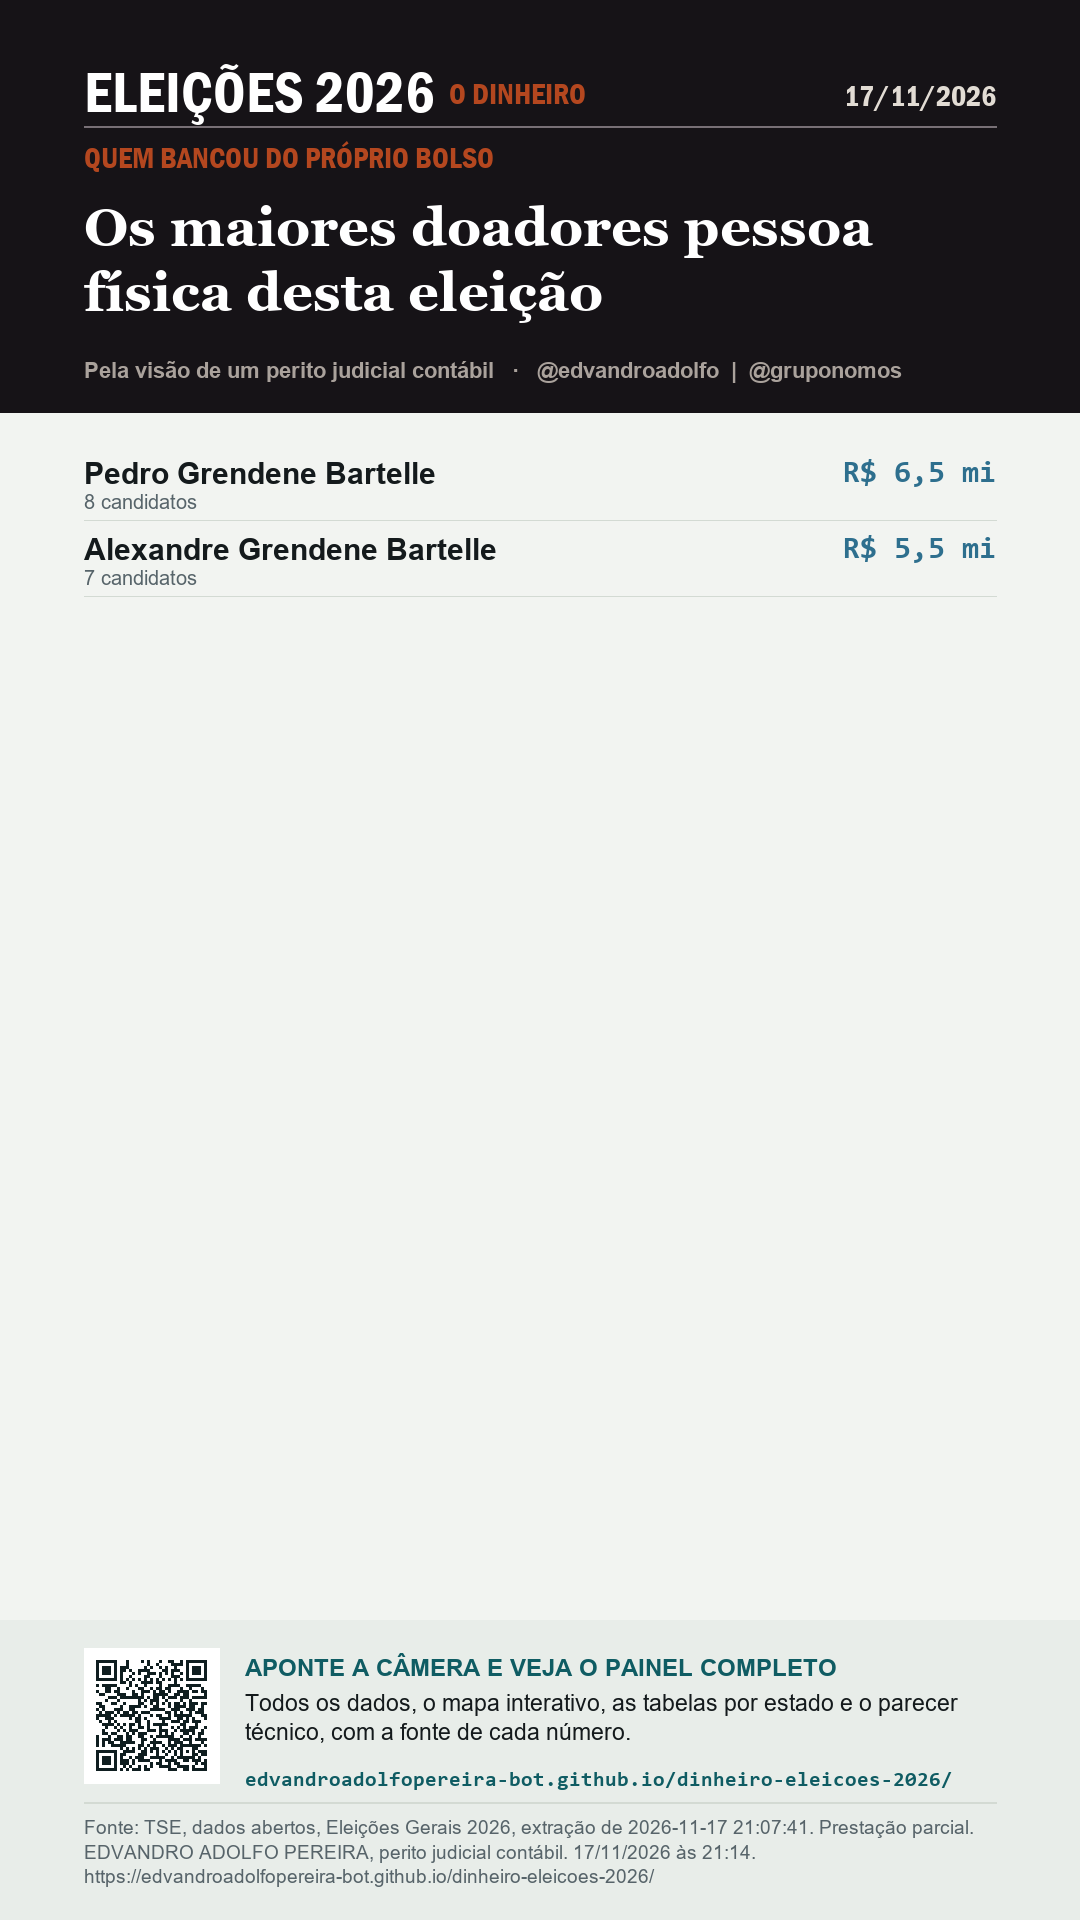 ELEIÇÕES 2026 O DINHEIRO 17/11/2026
QUEM BANCOU DO PRÓPRIO BOLSO
Os maiores doadores pessoa
física desta eleição
Pela visão de um perito judicial contábil · @edvandroadolfo | @gruponomos
Pedro Grendene Bartelle R$ 6,5 mi
8 candidatos
Alexandre Grendene Bartelle R$ 5,5 mi
7 candidatos
APONTE A CÂMERA E VEJA O PAINEL COMPLETO
Todos os dados, o mapa interativo, as tabelas por estado e o parecer
técnico, com a fonte de cada número.
edvandroadolfopereira-bot.github.io/dinheiro-eleicoes-2026/
Fonte: TSE, dados abertos, Eleições Gerais 2026, extração de 2026-11-17 21:07:41. Prestação parcial.
EDVANDRO ADOLFO PEREIRA, perito judicial contábil. 17/11/2026 às 21:14.
https://edvandroadolfopereira-bot.github.io/dinheiro-eleicoes-2026/